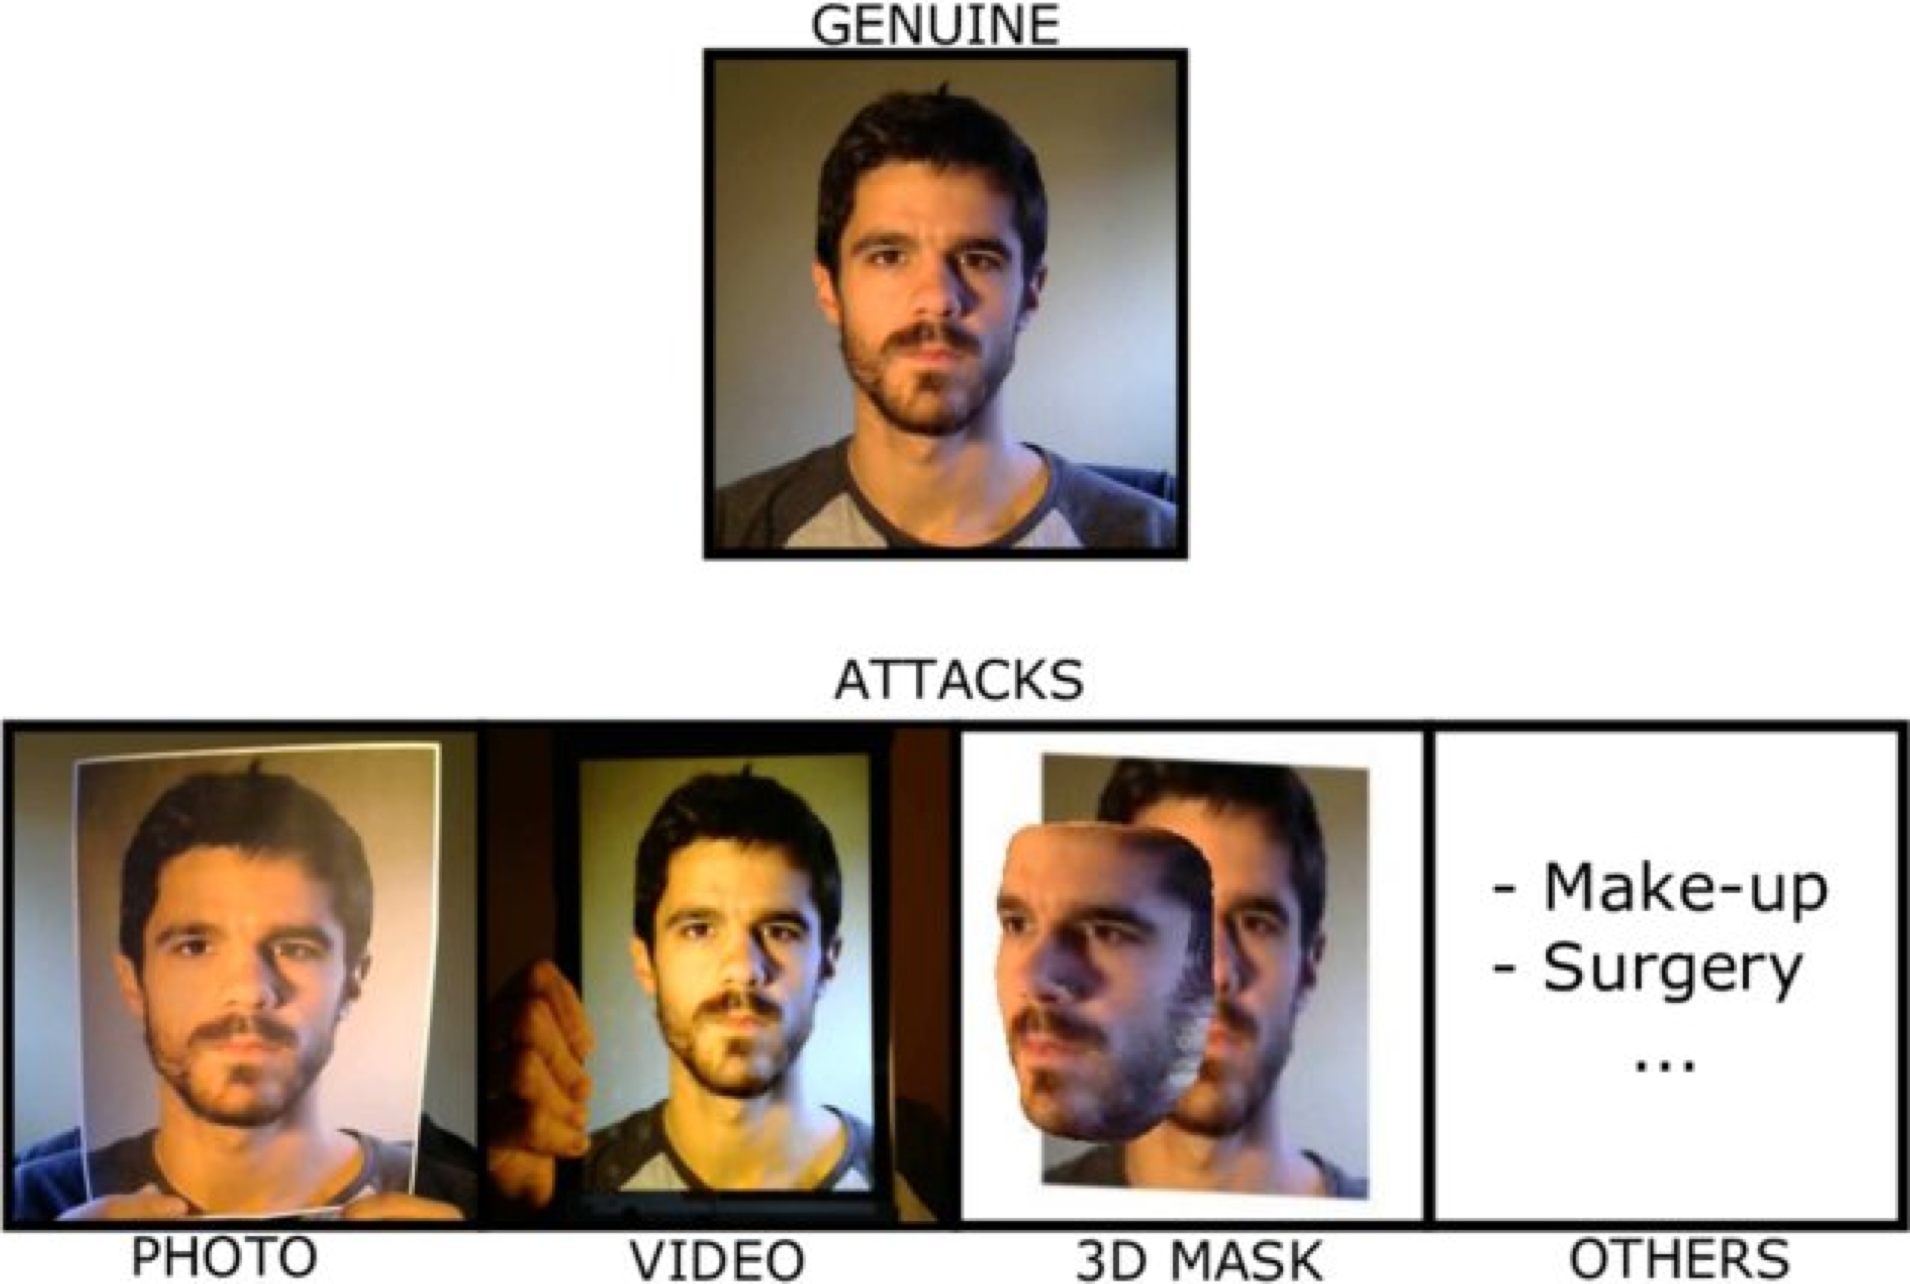 GENUINE
ATTACKS
- Make-up
- Surgery
...
PHOTO
VIDEO
3D MASK
OTHERS